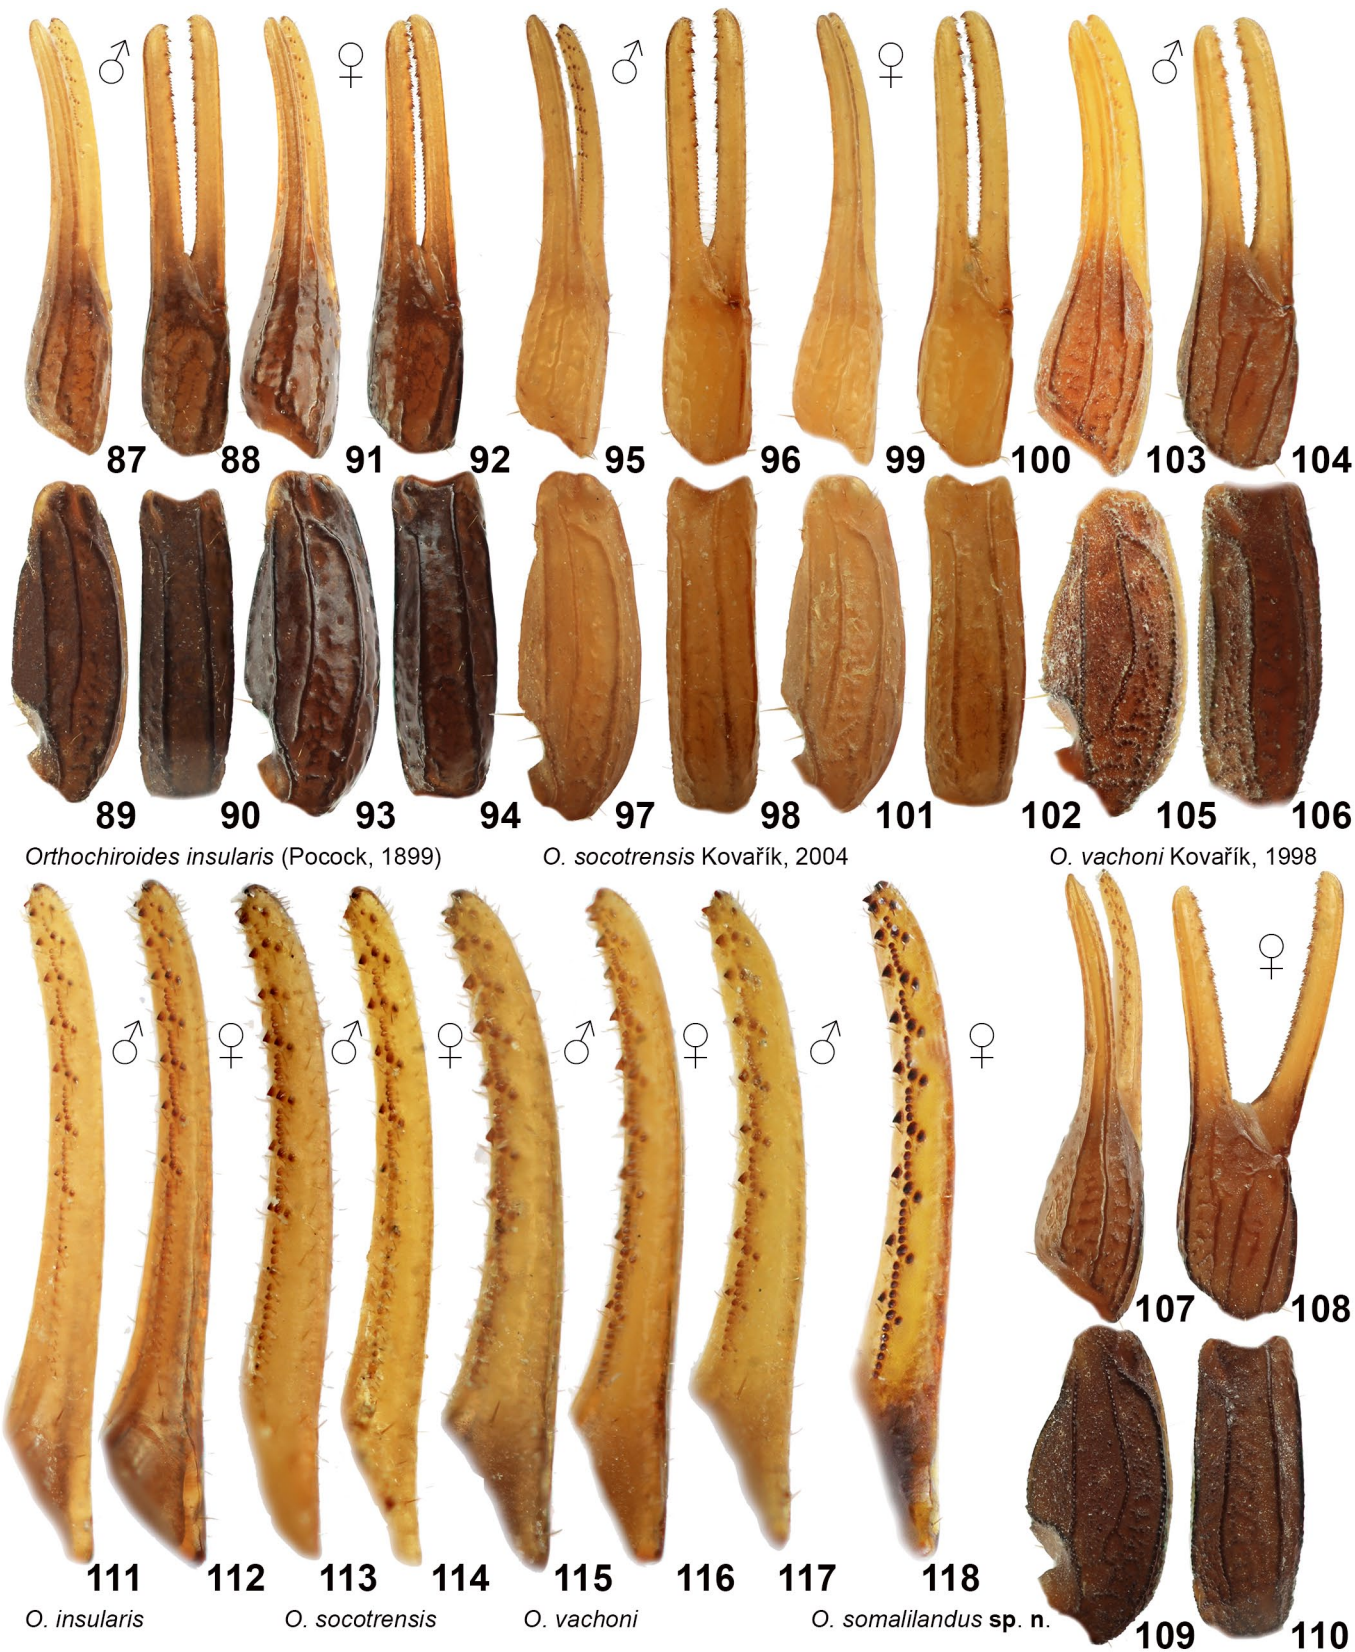 ♂ ♀ ♂ ♀ ♂
87 88 91 92 95 96 99 100 103 104
89 90 93 94 97 98 101 102 105 106
Orthochiroides insularis (Pocock, 1899) O. socotrensis Kovařík, 2004 O. vachoni Kovařík, 1998
♀
♂ ♀ ♂ ♀ ♂ ♀ ♂ ♀
107 108
111 112 113 114 115 116 117 118
O. insularis O. socotrensis O. vachoni O. somalilandus sp. n.
109 110